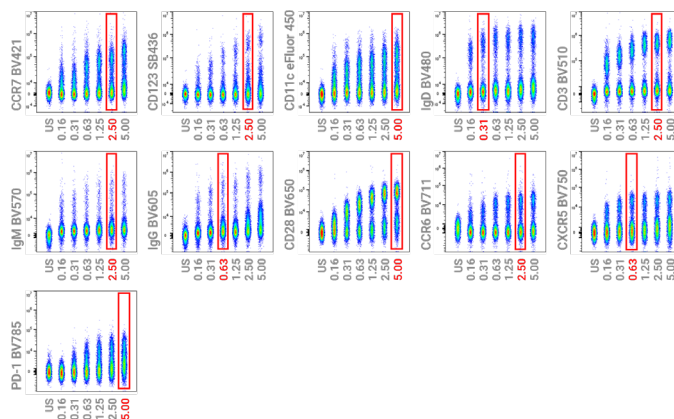 CCR7 BV421
10⁷
10⁴
0
-10⁴
US 0.16 0.31 0.63 1.25 2.50 5.00
CD123 SB436
10⁷
10⁴
0
-10⁴
US 0.16 0.31 0.63 1.25 2.50 5.00
CD11c eFluor 450
US 0.16 0.31 0.63 1.25 2.50 5.00
IgD BV480
US 0.16 0.31 0.63 1.25 2.50 5.00
CD3 BV510
US 0.16 0.31 0.63 1.25 2.50 5.00
IgM BV570
US 0.16 0.31 0.63 1.25 2.50 5.00
IgG BV605
US 0.16 0.31 0.63 1.25 2.50 5.00
CD28 BV650
US 0.16 0.31 0.63 1.25 2.50 5.00
CCR6 BV711
US 0.16 0.31 0.63 1.25 2.50 5.00
CXCR5 BV750
US 0.16 0.31 0.63 1.25 2.50 5.00
PD-1 BV785
US 0.16 0.31 0.63 1.25 2.50 5.00